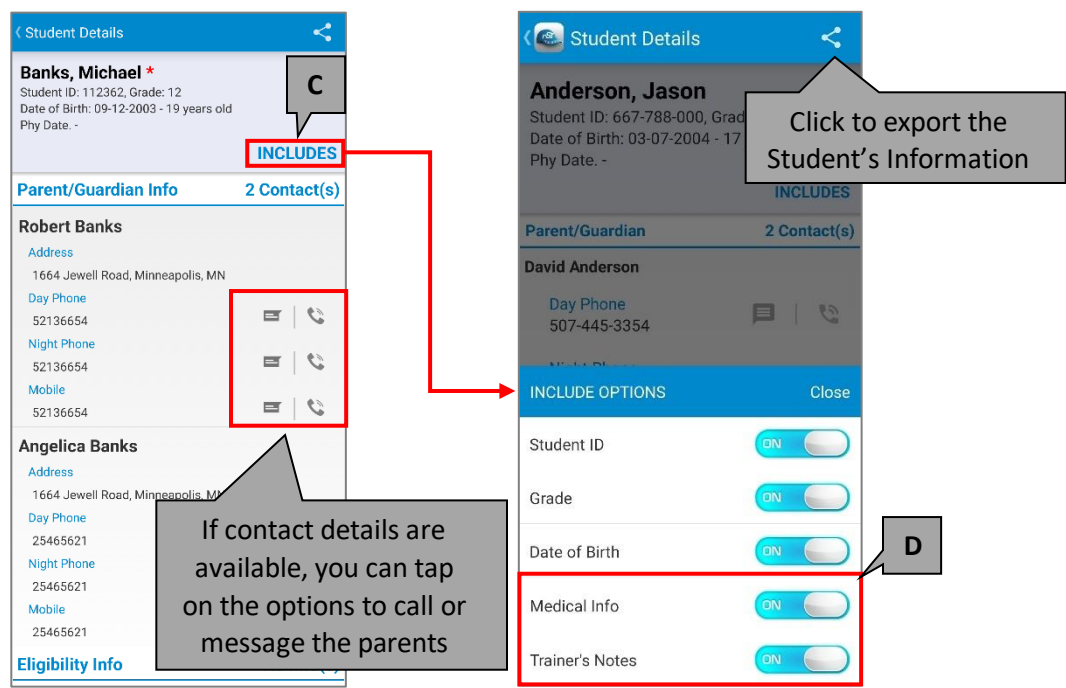 Student Details
Banks, Michael *
Student ID: 112362, Grade: 12
Date of Birth: 09-12-2003 - 19 years old
Phy Date. -
C
INCLUDES
Parent/Guardian Info 2 Contact(s)
Robert Banks
Address
1664 Jewell Road, Minneapolis, MN
Day Phone
52136654
Night Phone
52136654
Mobile
52136654
Angelica Banks
Address
1664 Jewell Road, Minneapolis, MN
Day Phone
25465621
Night Phone
25465621
Mobile
25465621
Eligibility Info
If contact details are
available, you can tap
on the options to call or
message the parents
Student Details
Anderson, Jason
Student ID: 667-788-000, Grad
Date of Birth: 03-07-2004 - 17
Phy Date. -
Click to export the
Student’s Information
INCLUDES
Parent/Guardian 2 Contact(s)
David Anderson
Day Phone
507-445-3354
Night Phone
INCLUDE OPTIONS Close
Student ID ON
Grade ON
Date of Birth ON
D
Medical Info ON
Trainer's Notes ON